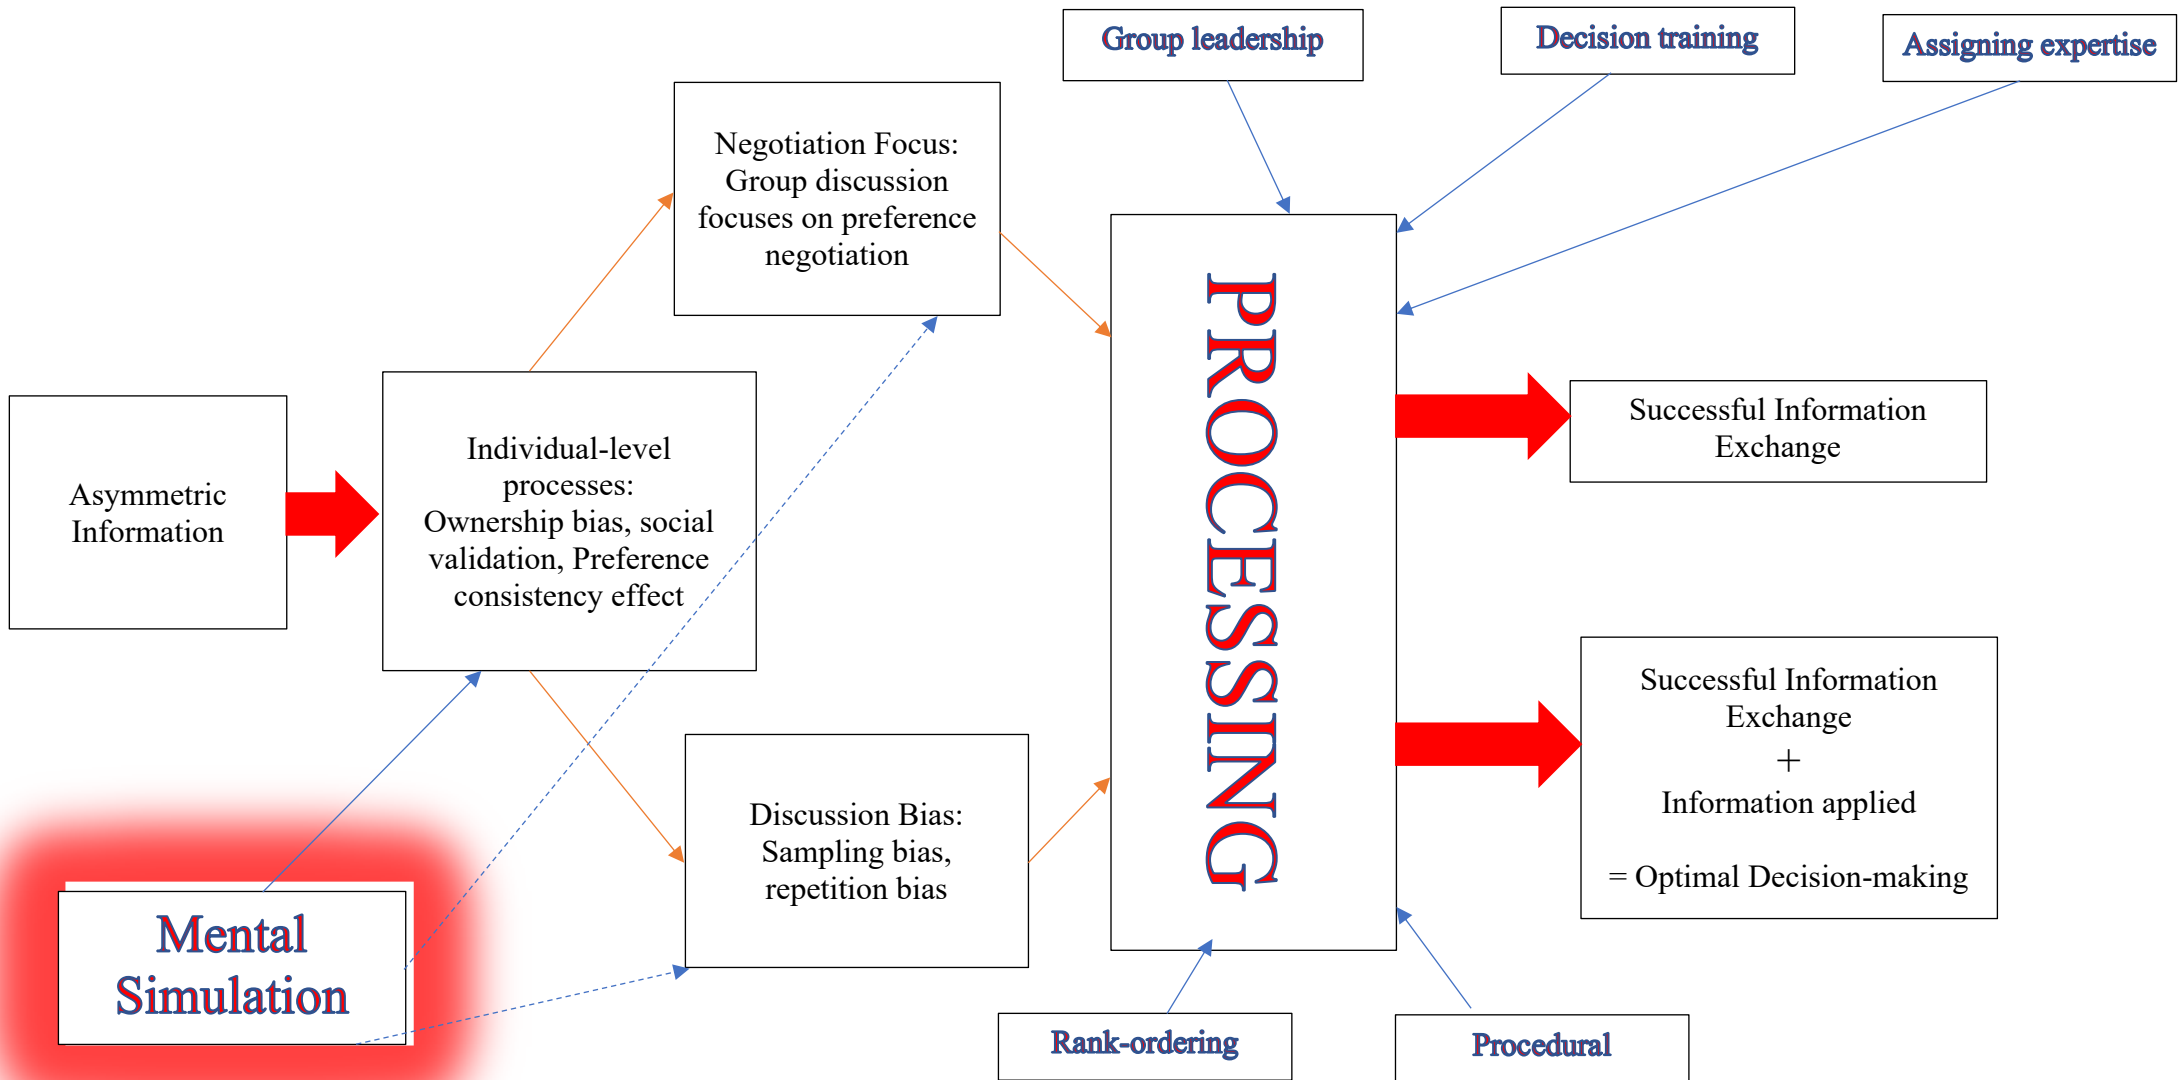 Group leadership
Decision training
Assigning expertise
Negotiation Focus:
Group discussion
focuses on preference
negotiation
Asymmetric
Information
Individual-level
processes:
Ownership bias, social
validation, Preference
consistency effect
PROCESSING
Successful Information
Exchange
Successful Information
Exchange
+
Information applied
= Optimal Decision-making
Discussion Bias:
Sampling bias,
repetition bias
Mental
Simulation
Rank-ordering
Procedural